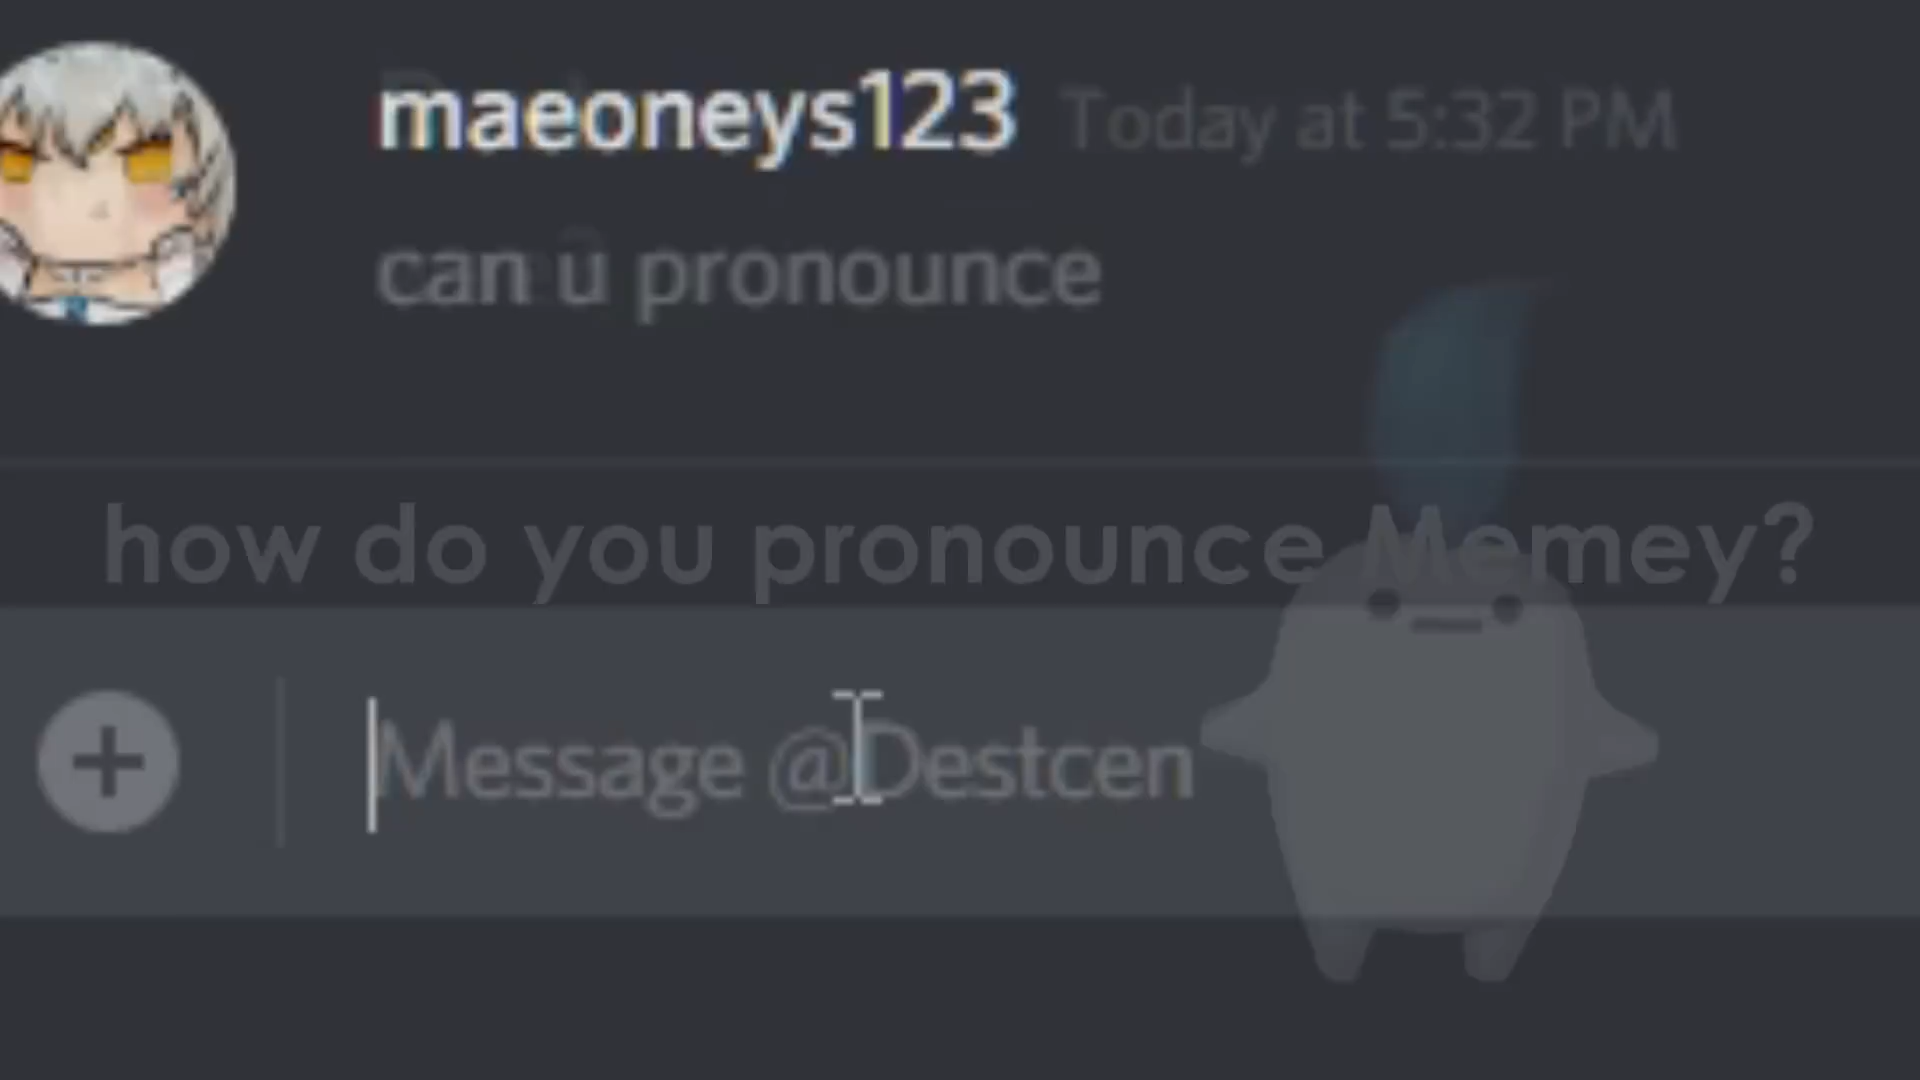 maeoneys123 Today at 5:32 PM
can u pronounce
how do you pronounce Memey?
Message @Destcen